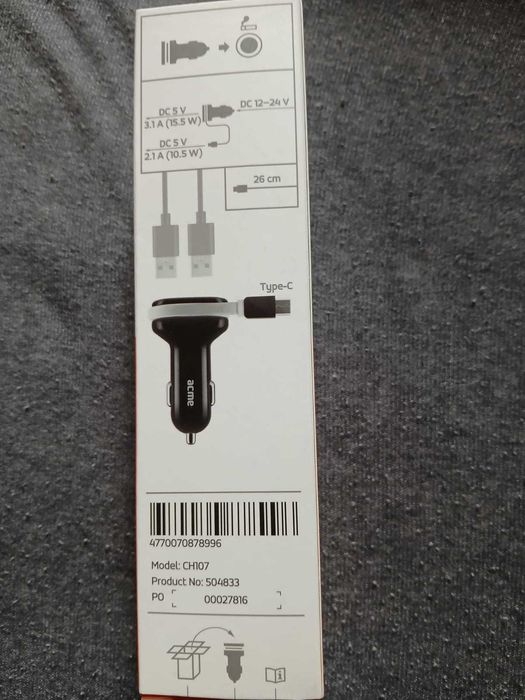 DC 5 V
3.1 A (15.5 W)
DC 12–24 V
DC 5 V
2.1 A (10.5 W)
26 cm
Type-C
acme
4770070878996
Model: CH107
Product No: 504833
PO 00027816